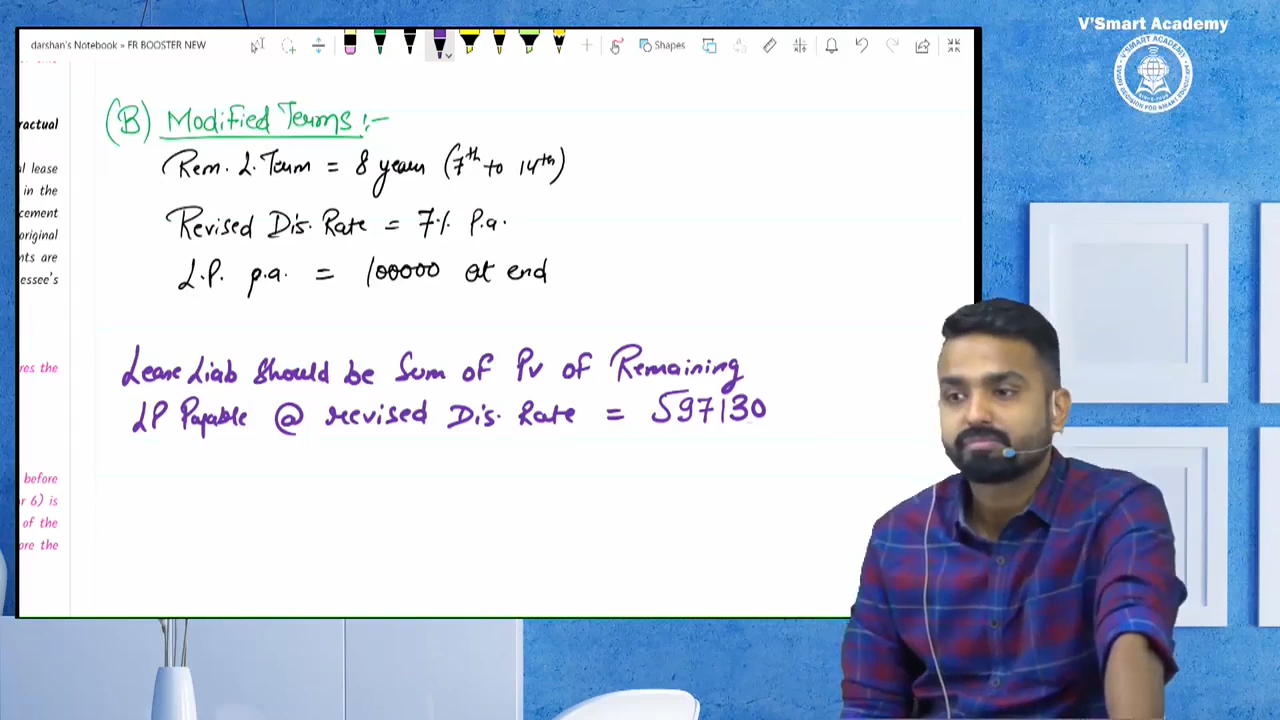 V'Smart Academy
darshan's Notebook » FR BOOSTER NEW
Shapes
ractual
al lease
in the
cement
original
nts are
essee's
res the
before
r 6) is
of the
ore the
(B) Modified Terms :-
Rem. L. Term = 8 years (7th to 14th)
Revised Dis. Rate = 7% P.a.
L.P. p.a. = 100000 at end
Lease Liab Should be Sum of Pv of Remaining
LP Payable @ revised Dis. Rate = 597130